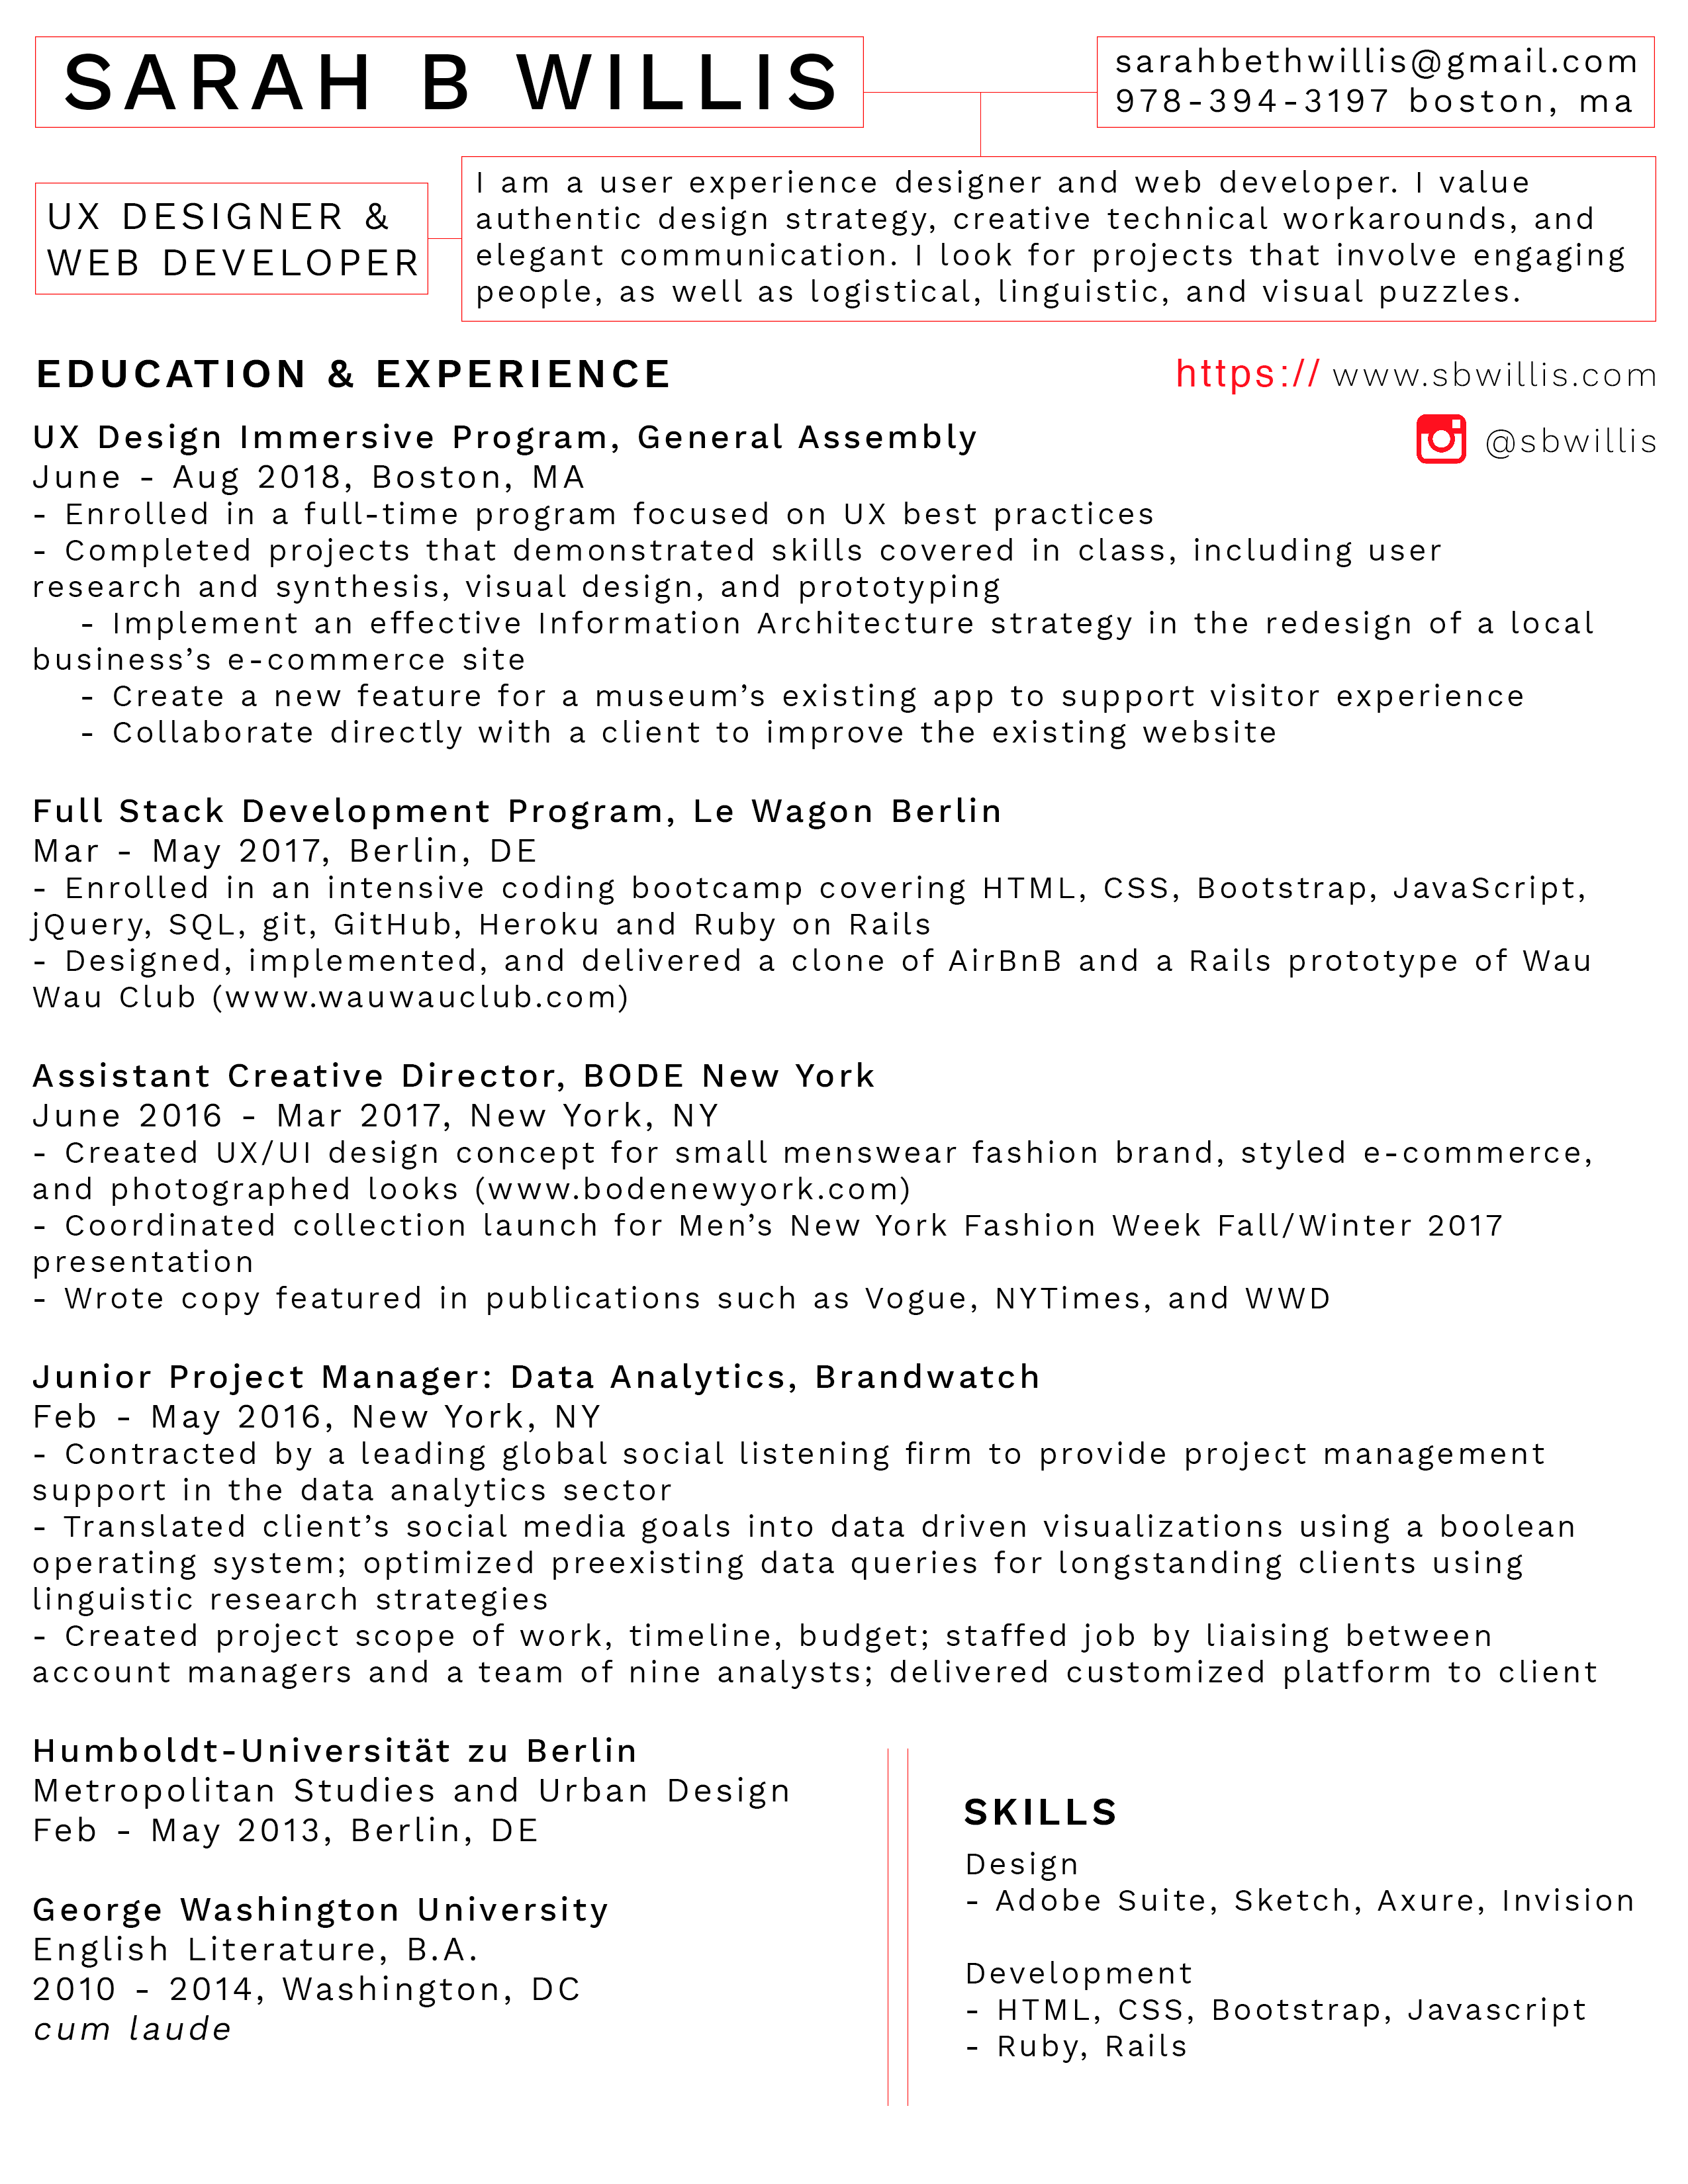 SARAH B WILLIS
sarahbethwillis@gmail.com
978-394-3197 boston, ma
UX DESIGNER &
WEB DEVELOPER
I am a user experience designer and web developer. I value
authentic design strategy, creative technical workarounds, and
elegant communication. I look for projects that involve engaging
people, as well as logistical, linguistic, and visual puzzles.
EDUCATION & EXPERIENCE
https:// www.sbwillis.com
@sbwillis
UX Design Immersive Program, General Assembly
June - Aug 2018, Boston, MA
- Enrolled in a full-time program focused on UX best practices
- Completed projects that demonstrated skills covered in class, including user
research and synthesis, visual design, and prototyping
- Implement an effective Information Architecture strategy in the redesign of a local
business’s e-commerce site
- Create a new feature for a museum’s existing app to support visitor experience
- Collaborate directly with a client to improve the existing website
Full Stack Development Program, Le Wagon Berlin
Mar - May 2017, Berlin, DE
- Enrolled in an intensive coding bootcamp covering HTML, CSS, Bootstrap, JavaScript,
jQuery, SQL, git, GitHub, Heroku and Ruby on Rails
- Designed, implemented, and delivered a clone of AirBnB and a Rails prototype of Wau
Wau Club (www.wauwauclub.com)
Assistant Creative Director, BODE New York
June 2016 - Mar 2017, New York, NY
- Created UX/UI design concept for small menswear fashion brand, styled e-commerce,
and photographed looks (www.bodenewyork.com)
- Coordinated collection launch for Men’s New York Fashion Week Fall/Winter 2017
presentation
- Wrote copy featured in publications such as Vogue, NYTimes, and WWD
Junior Project Manager: Data Analytics, Brandwatch
Feb - May 2016, New York, NY
- Contracted by a leading global social listening firm to provide project management
support in the data analytics sector
- Translated client’s social media goals into data driven visualizations using a boolean
operating system; optimized preexisting data queries for longstanding clients using
linguistic research strategies
- Created project scope of work, timeline, budget; staffed job by liaising between
account managers and a team of nine analysts; delivered customized platform to client
Humboldt-Universität zu Berlin
Metropolitan Studies and Urban Design
Feb - May 2013, Berlin, DE
George Washington University
English Literature, B.A.
2010 - 2014, Washington, DC
cum laude
SKILLS
Design
- Adobe Suite, Sketch, Axure, Invision
Development
- HTML, CSS, Bootstrap, Javascript
- Ruby, Rails